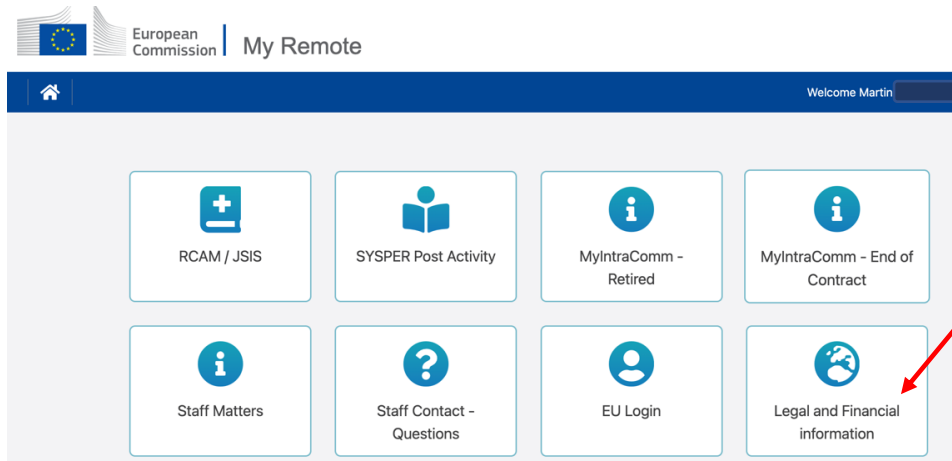 European
Commission
My Remote
Welcome Martin
RCAM / JSIS
SYSPER Post Activity
MyIntraComm -
Retired
MyIntraComm - End of
Contract
Staff Matters
Staff Contact -
Questions
EU Login
Legal and Financial
information